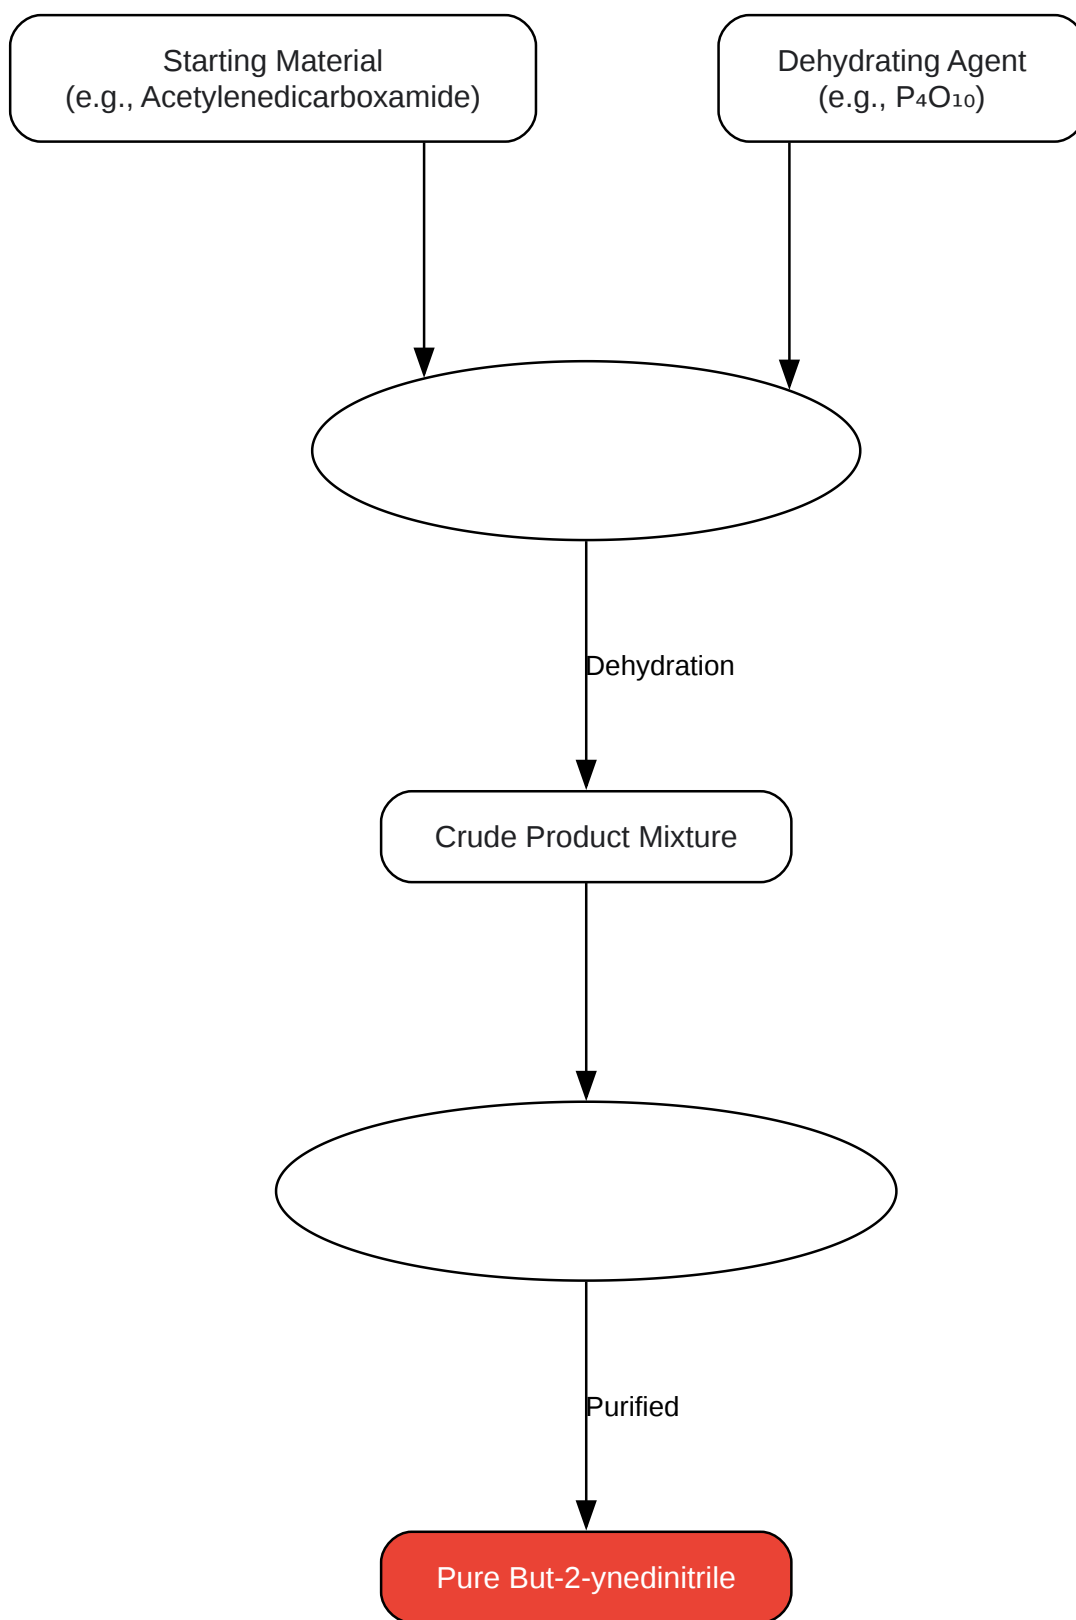 Starting Material
(e.g., Acetylenedicarboxamide)
Dehydrating Agent
(e.g., P₄O₁₀)
Dehydration
Crude Product Mixture
Purified
Pure But-2-ynedinitrile